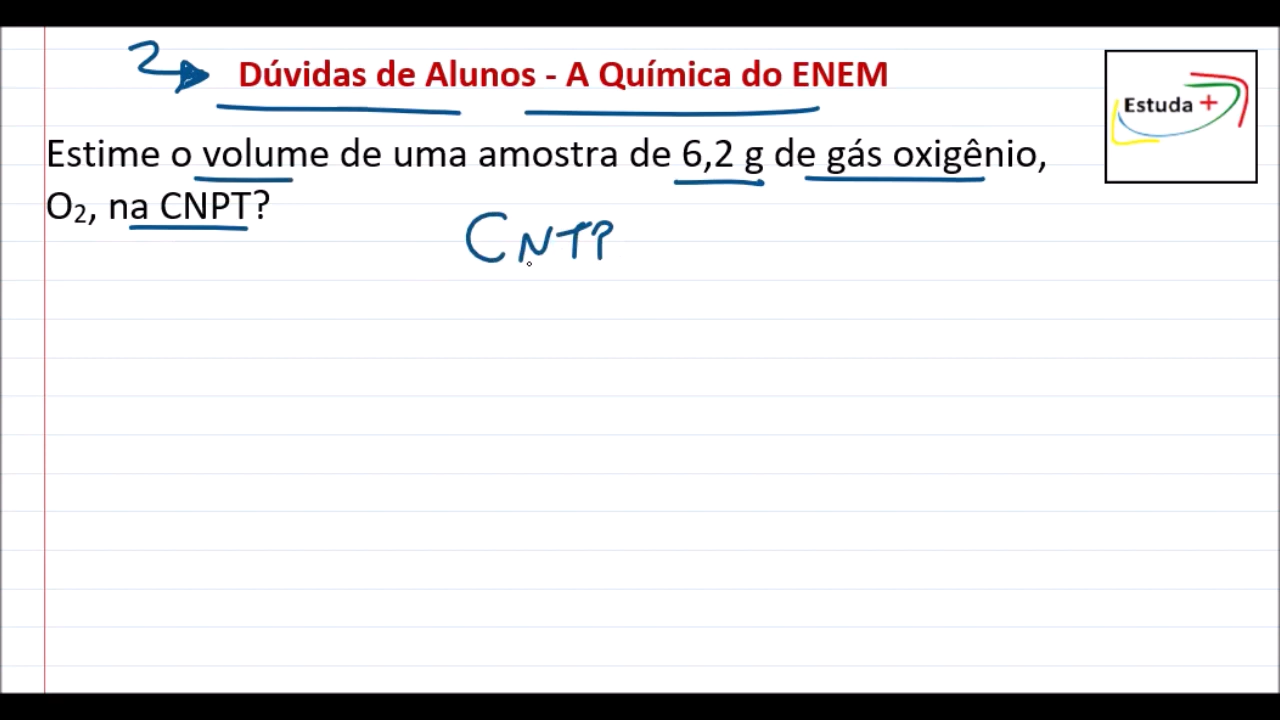 Dúvidas de Alunos - A Química do ENEM
Estuda +
Estime o volume de uma amostra de 6,2 g de gás oxigênio,
O₂, na CNPT?
CNTP